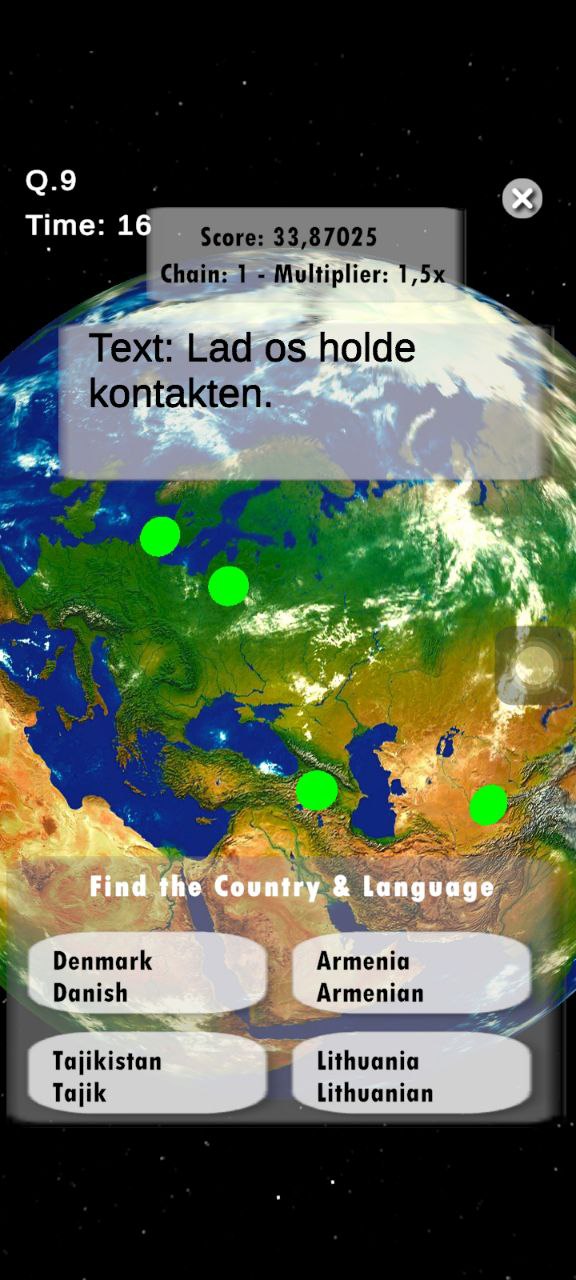 Q.9
Time: 16
Score: 33,87025
Chain: 1 - Multiplier: 1,5x
Text: Lad os holde
kontakten.
Find the Country & Language
Denmark
Danish
Armenia
Armenian
Tajikistan
Tajik
Lithuania
Lithuanian